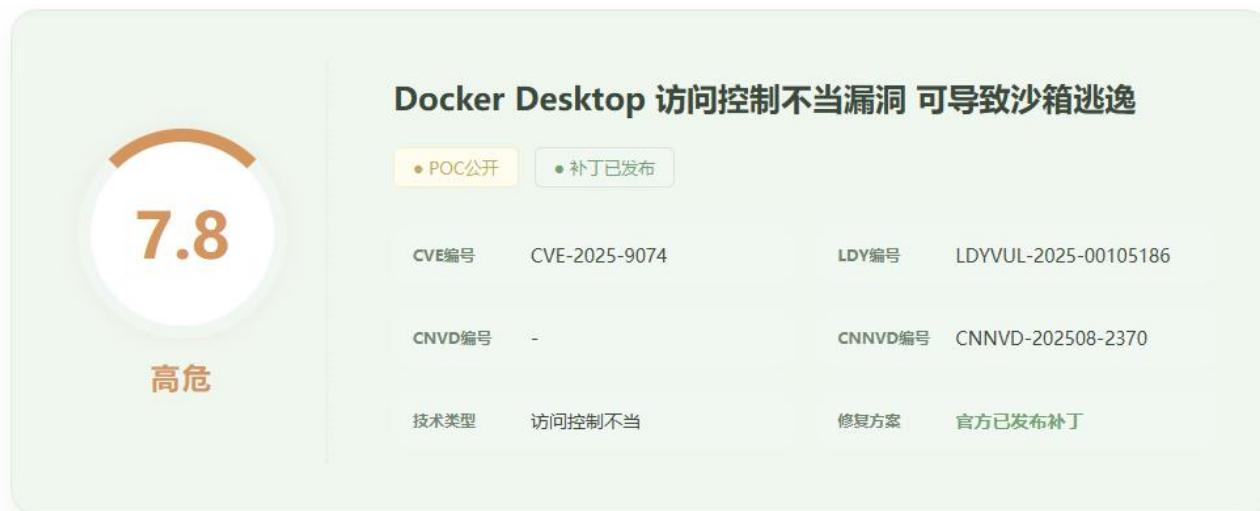 Docker Desktop 访问控制不当漏洞 可导致沙箱逃逸
● POC公开 ● 补丁已发布
7.8
高危
CVE编号 CVE-2025-9074 LDY编号 LDYVUL-2025-00105186
CNVD编号 - CNNVD编号 CNNVD-202508-2370
技术类型 访问控制不当 修复方案 官方已发布补丁